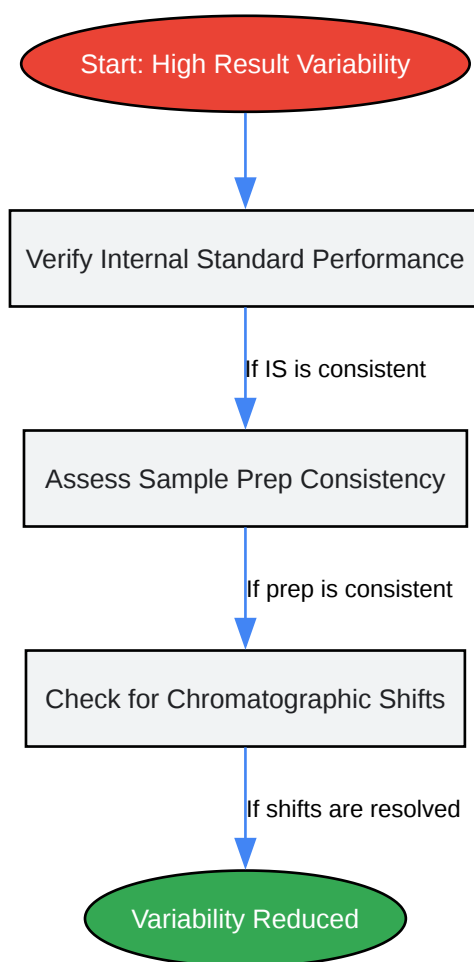 Start: High Result Variability
Verify Internal Standard Performance
If IS is consistent
Assess Sample Prep Consistency
If prep is consistent
Check for Chromatographic Shifts
If shifts are resolved
Variability Reduced